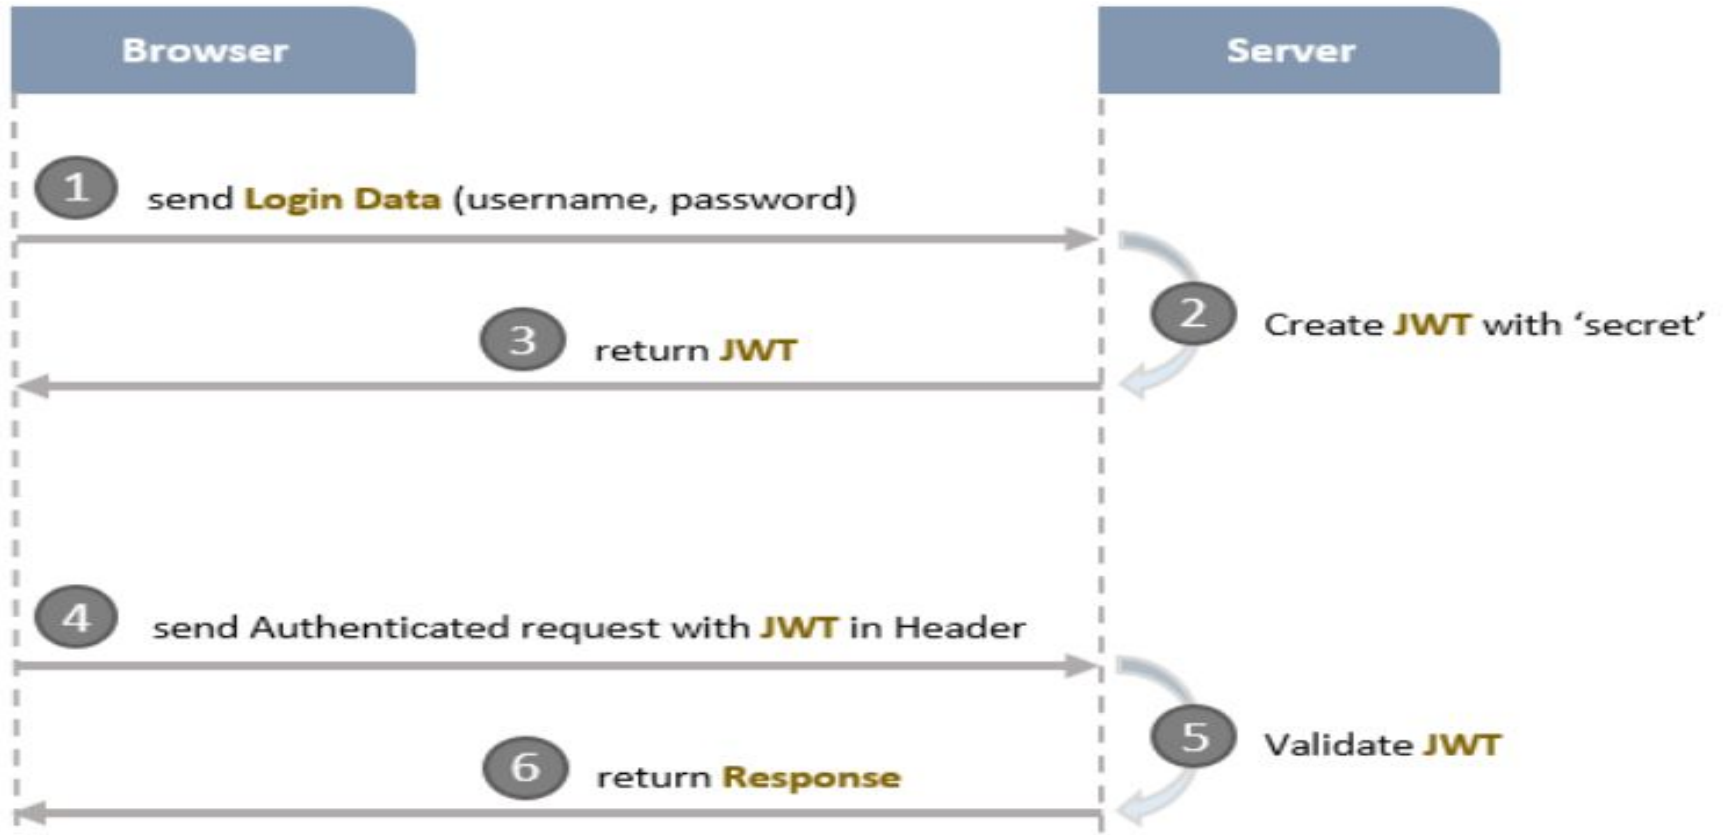 Browser
Server
1 send Login Data (username, password)
2 Create JWT with ‘secret’
3 return JWT
4 send Authenticated request with JWT in Header
5 Validate JWT
6 return Response